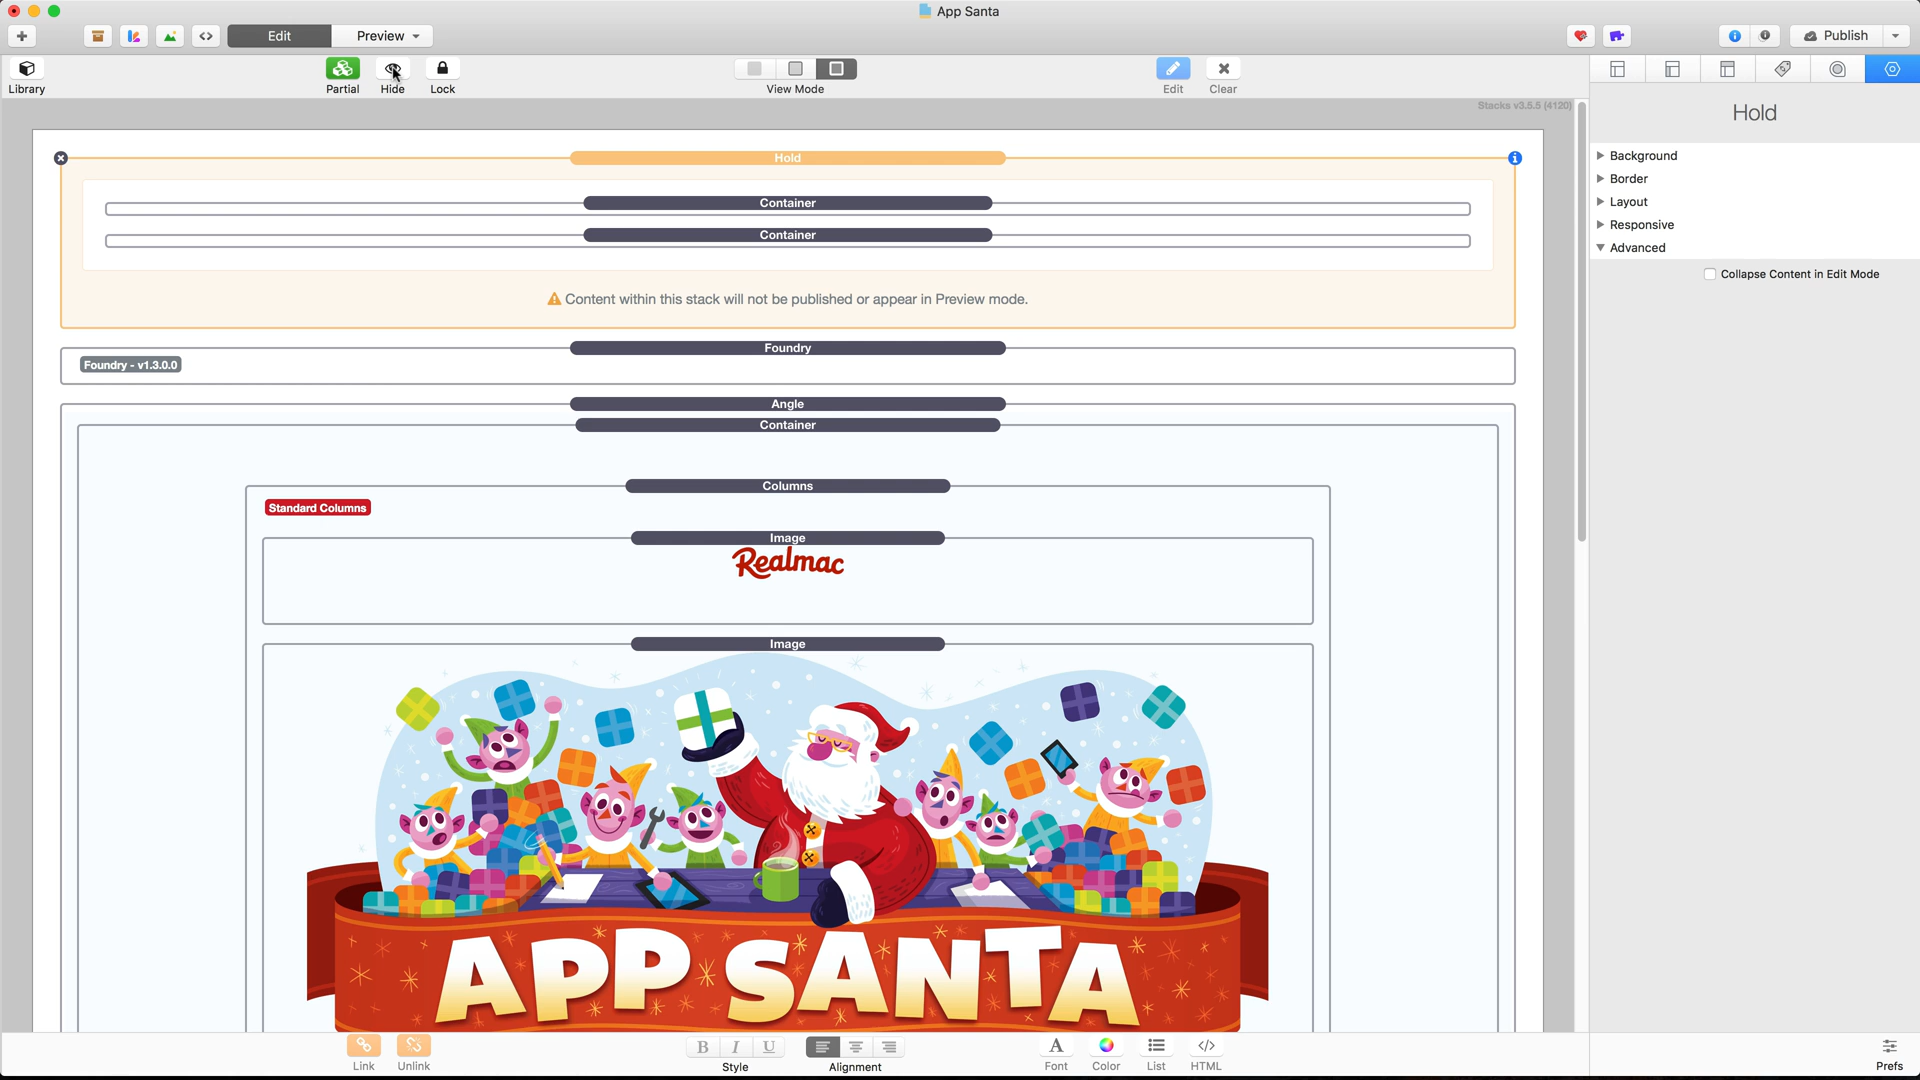 App Santa
Edit
Preview
Publish
Library
Partial
Hide
Lock
View Mode
Edit
Clear
Stacks v3.5.5 (4120)
Hold
Background
Border
Layout
Responsive
Advanced
Collapse Content in Edit Mode
Hold
Container
Container
Content within this stack will not be published or appear in Preview mode.
Foundry
Foundry - v1.3.0.0
Angle
Container
Columns
Standard Columns
Image
Realmac
Image
APP SANTA
Link
Unlink
B I U
Style
Alignment
A
Font
Color
List
</>
HTML
Prefs